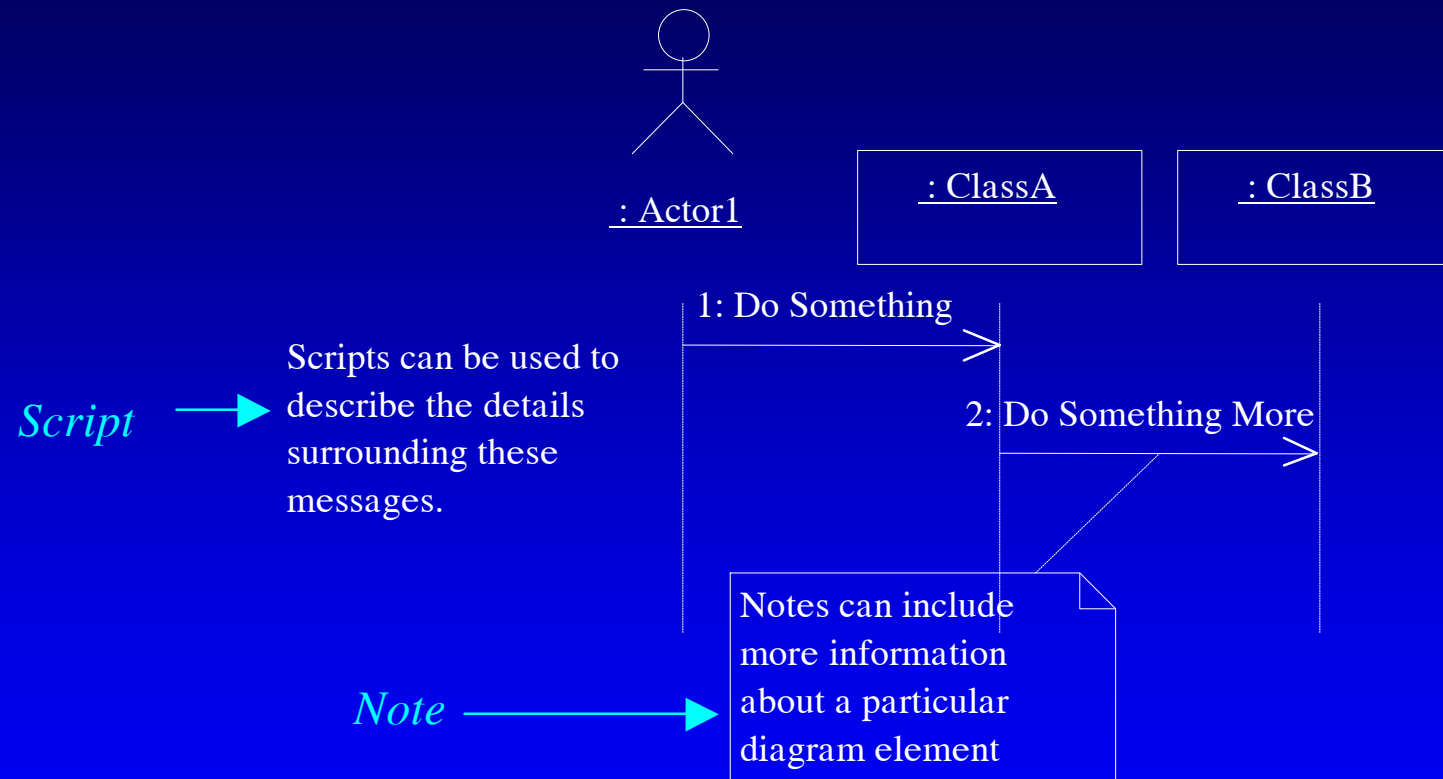 : Actor1
: ClassA
: ClassB
1: Do Something
Script
Scripts can be used to
describe the details
surrounding these
messages.
2: Do Something More
Note
Notes can include
more information
about a particular
diagram element